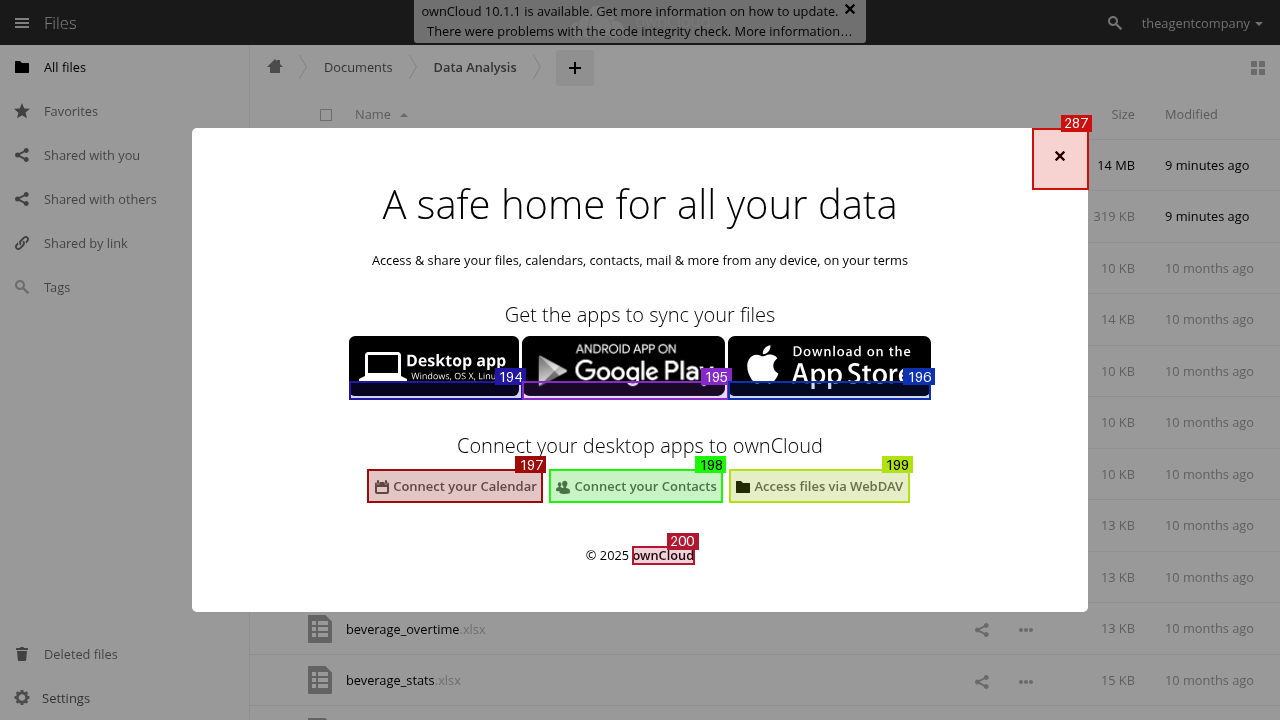 Files
ownCloud 10.1.1 is available. Get more information on how to update.
There were problems with the code integrity check. More information…
theagentcompany
All files
Favorites
Shared with you
Shared with others
Shared by link
Tags
Deleted files
Settings
Documents
Data Analysis
Name
Size
Modified
14 MB
9 minutes ago
319 KB
9 minutes ago
10 KB
10 months ago
14 KB
10 months ago
10 KB
10 months ago
10 KB
10 months ago
10 KB
10 months ago
13 KB
10 months ago
13 KB
10 months ago
beverage_overtime.xlsx
13 KB
10 months ago
beverage_stats.xlsx
15 KB
10 months ago
287
A safe home for all your data
Access & share your files, calendars, contacts, mail & more from any device, on your terms
Get the apps to sync your files
Desktop app
Windows, OS X, Linu
194
ANDROID APP ON
Google Play
195
Download on the
App Store
196
Connect your desktop apps to ownCloud
197
Connect your Calendar
198
Connect your Contacts
199
Access files via WebDAV
200
© 2025 ownCloud